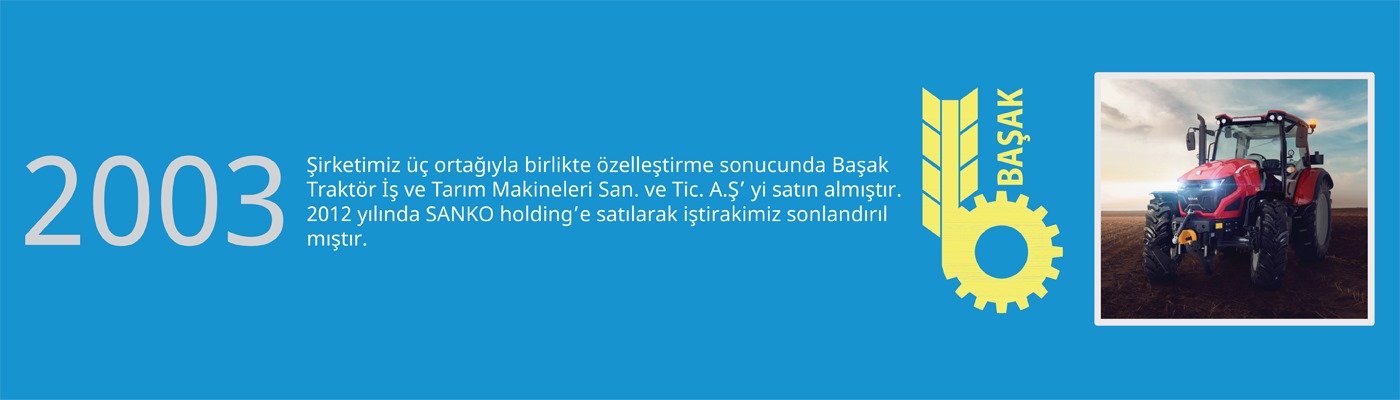 2003
Şirketimiz üç ortağıyla birlikte özelleştirme sonucunda Başak
Traktör İş ve Tarım Makineleri San. ve Tic. A.Ş’ yi satın almıştır.
2012 yılında SANKO holding’e satılarak iştirakimiz sonlandırıl
mıştır.
BAŞAK